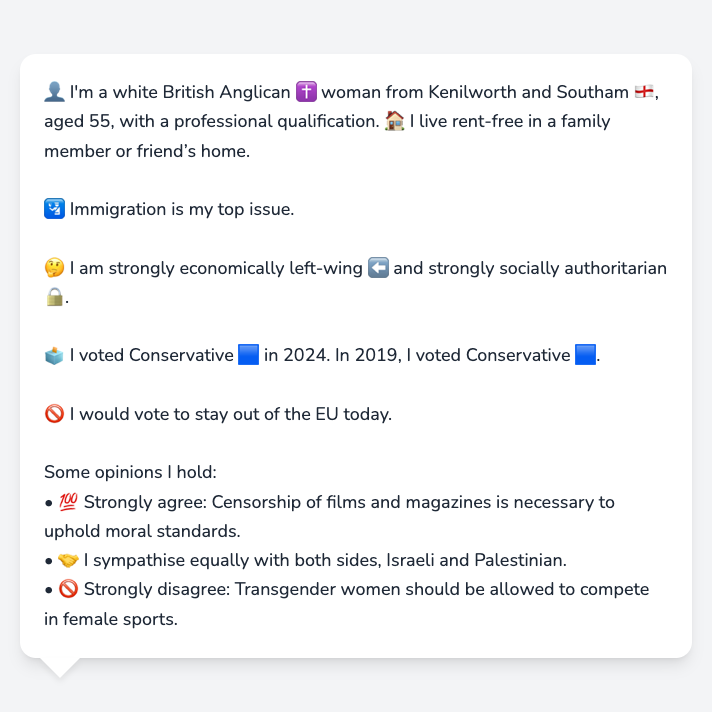 👤 I'm a white British Anglican ✝️ woman from Kenilworth and Southam 🏴󠁧󠁢󠁥󠁮󠁧󠁿,
aged 55, with a professional qualification. 🏠 I live rent-free in a family
member or friend’s home.
🛂 Immigration is my top issue.
🤔 I am strongly economically left-wing ⬅️ and strongly socially authoritarian
🔒.
🗳️ I voted Conservative 🟦 in 2024. In 2019, I voted Conservative 🟦.
🚫 I would vote to stay out of the EU today.
Some opinions I hold:
• 💯 Strongly agree: Censorship of films and magazines is necessary to
uphold moral standards.
• 🤝 I sympathise equally with both sides, Israeli and Palestinian.
• 🚫 Strongly disagree: Transgender women should be allowed to compete
in female sports.